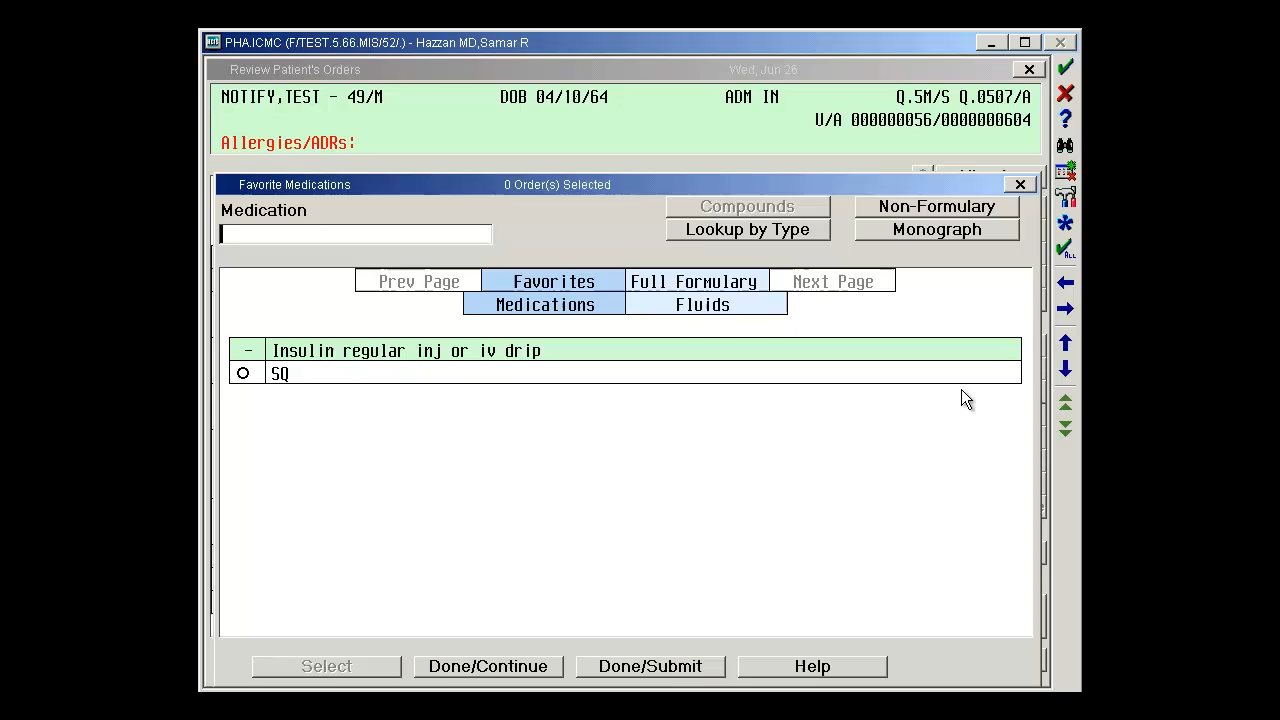 PHA.ICMC (F/TEST.5.66.MIS/52/.) - Hazzan MD,Samar R
Review Patient's Orders Wed, Jun 26
NOTIFY,TEST - 49/M DOB 04/10/64 ADM IN Q.5M/S Q.0507/A
U/A 000000056/0000000604
Allergies/ADRs:
Favorite Medications 0 Order(s) Selected
Medication Compounds Non-Formulary
Lookup by Type Monograph
Prev Page Favorites Full Formulary Next Page
Medications Fluids
- Insulin regular inj or iv drip
SQ
Select Done/Continue Done/Submit Help